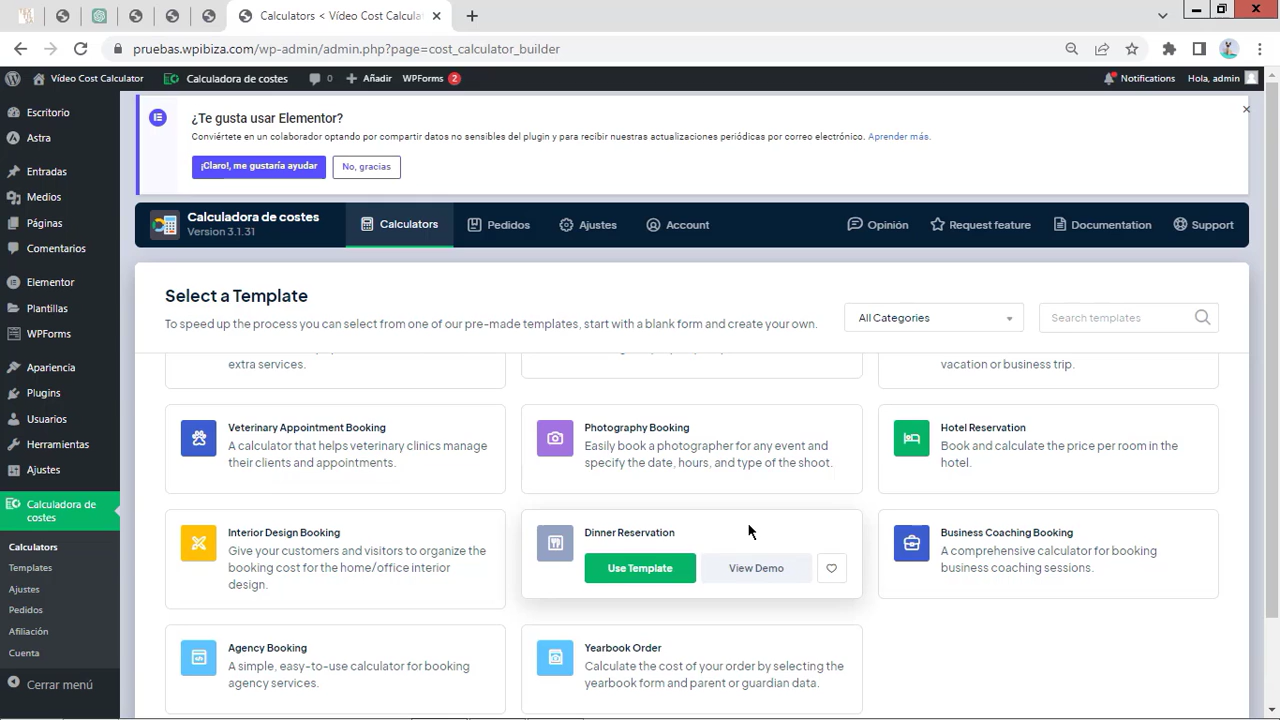 Calculators < Vídeo Cost Calcula
pruebas.wpibiza.com/wp-admin/admin.php?page=cost_calculator_builder
Vídeo Cost Calculator
Calculadora de costes
0
Añadir
WPForms 2
Notifications
Hola, admin
Escritorio
Astra
Entradas
Medios
Páginas
Comentarios
Elementor
Plantillas
WPForms
Apariencia
Plugins
Usuarios
Herramientas
Ajustes
Calculadora de
costes
Calculators
Templates
Ajustes
Pedidos
Afiliación
Cuenta
Cerrar menú
¿Te gusta usar Elementor?
Conviértete en un colaborador optando por compartir datos no sensibles del plugin y para recibir nuestras actualizaciones periódicas por correo electrónico. Aprender más.
¡Claro!, me gustaría ayudar
No, gracias
Calculadora de costes
Version 3.1.31
Calculators
Pedidos
Ajustes
Account
Opinión
Request feature
Documentation
Support
Select a Template
To speed up the process you can select from one of our pre-made templates, start with a blank form and create your own.
All Categories
Search templates
extra services.
vacation or business trip.
Veterinary Appointment Booking
A calculator that helps veterinary clinics manage
their clients and appointments.
Photography Booking
Easily book a photographer for any event and
specify the date, hours, and type of the shoot.
Hotel Reservation
Book and calculate the price per room in the
hotel.
Interior Design Booking
Give your customers and visitors to organize the
booking cost for the home/office interior
design.
Dinner Reservation
Use Template
View Demo
Business Coaching Booking
A comprehensive calculator for booking
business coaching sessions.
Agency Booking
A simple, easy-to-use calculator for booking
agency services.
Yearbook Order
Calculate the cost of your order by selecting the
yearbook form and parent or guardian data.